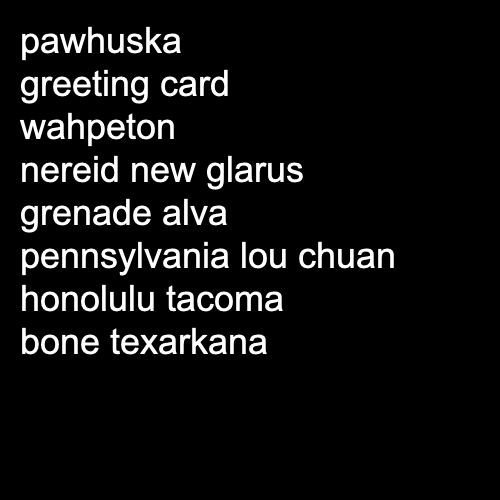 pawhuska
greeting card
wahpeton
nereid new glarus
grenade alva
pennsylvania lou chuan
honolulu tacoma
bone texarkana